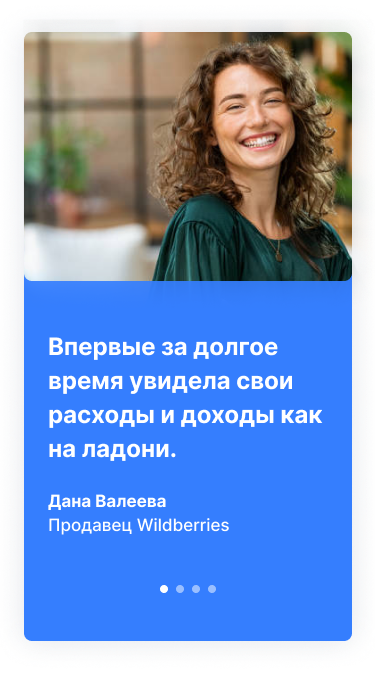 Впервые за долгое
время увидела свои
расходы и доходы как
на ладони.
Дана Валеева
Продавец Wildberries